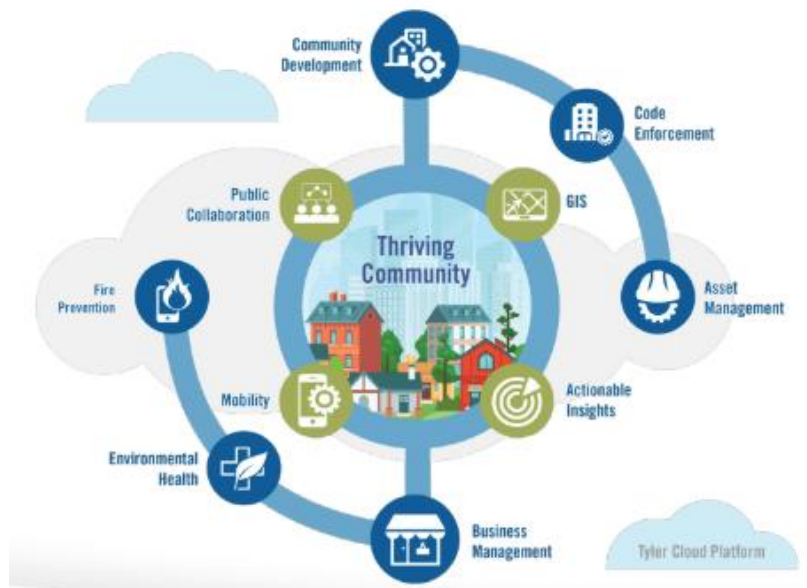 Community
Development
Code
Enforcement
Public
Collaboration
GIS
Thriving
Community
Fire
Prevention
Asset
Management
Mobility
Actionable
Insights
Environmental
Health
Business
Management
Tyler Cloud Platform